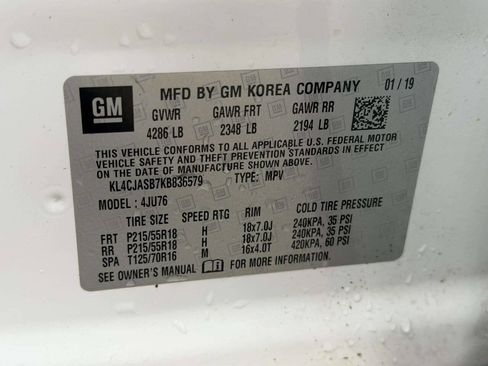 GM
MFD BY GM KOREA COMPANY 01/19
GVWR GAWR FRT GAWR RR
4286 LB 2348 LB 2194 LB
THIS VEHICLE CONFORMS TO ALL APPLICABLE U.S. FEDERAL MOTOR
VEHICLE SAFETY AND THEFT PREVENTION STANDARDS IN EFFECT ON
THE DATE OF MANUFACTURE SHOWN ABOVE.
KL4CJASB7KB836579 TYPE: MPV
MODEL: 4JU76
TIRE SIZE SPEED RTG RIM COLD TIRE PRESSURE
FRT P215/55R18 H 18x7.0J 240KPA, 35 PSI
RR P215/55R18 H 18x7.0J 240KPA, 35 PSI
SPA T125/70R16 M 16x4.0T 420KPA, 60 PSI
SEE OWNER'S MANUAL FOR MORE INFORMATION.